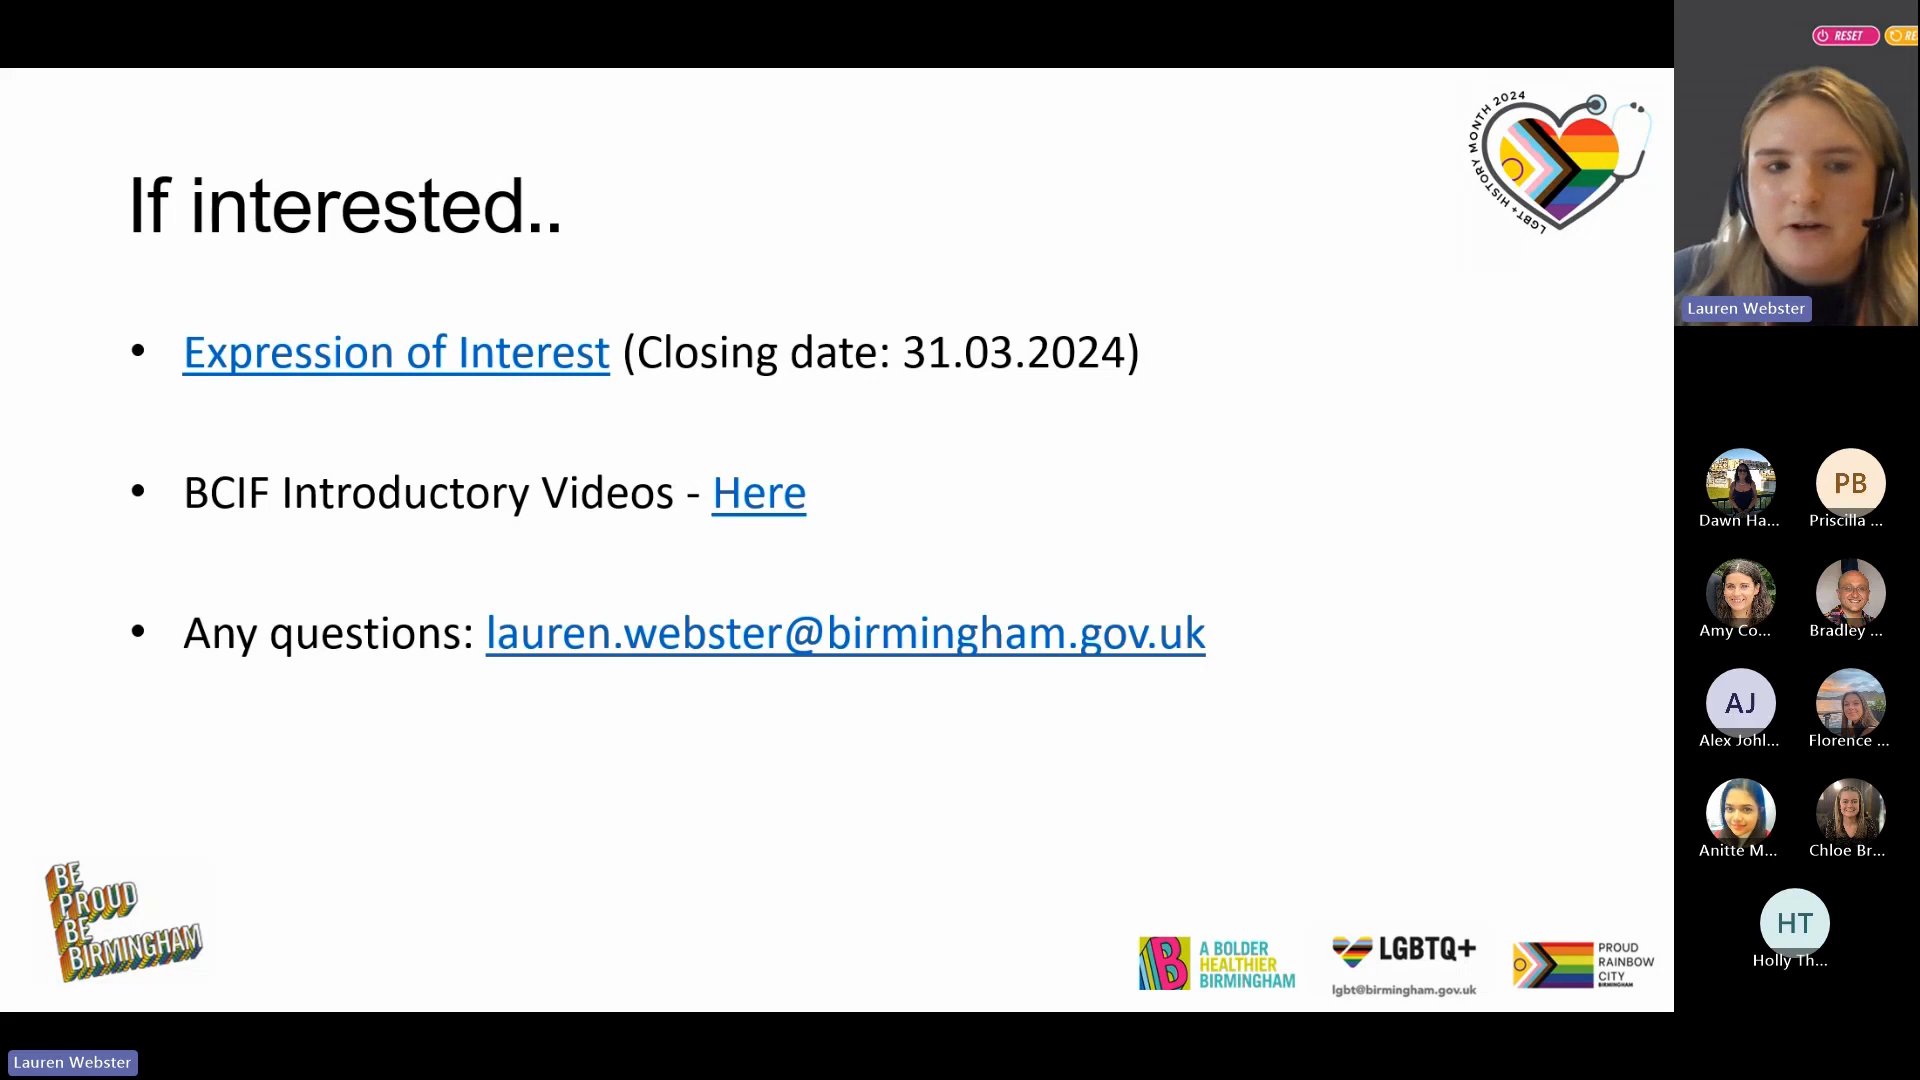 RESET
RE
LGBT+ HISTORY MONTH 2024
If interested..
• Expression of Interest (Closing date: 31.03.2024)
• BCIF Introductory Videos - Here
• Any questions: lauren.webster@birmingham.gov.uk
Lauren Webster
Dawn Ha...
PB
Priscilla ...
Amy Co...
Bradley ...
AJ
Alex Johl...
Florence ...
Anitte M...
Chloe Br...
HT
Holly Th...
BE
PROUD
BE
BIRMINGHAM
B
A BOLDER
HEALTHIER
BIRMINGHAM
LGBTQ+
lgbt@birmingham.gov.uk
PROUD
RAINBOW
CITY
BIRMINGHAM
Lauren Webster